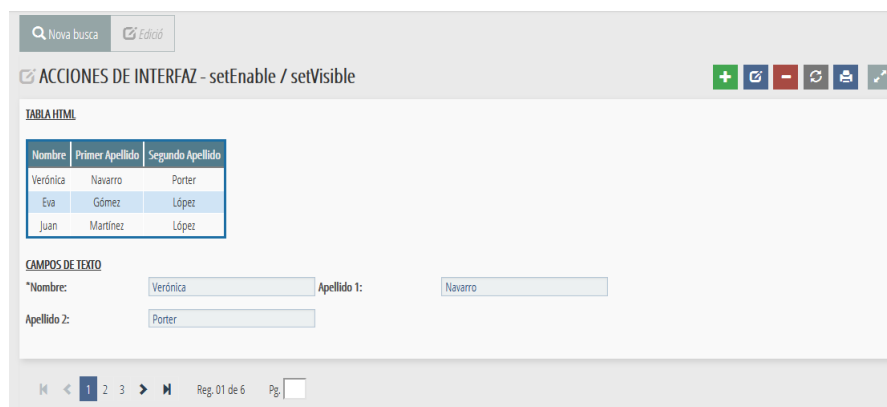 Nova busca Edició
ACCIONES DE INTERFAZ - setEnable / setVisible
TABLA HTML
Nombre Primer Apellido Segundo Apellido
Verónica Navarro Porter
Eva Gómez López
Juan Martínez López
CAMPOS DE TEXTO
*Nombre: Verónica Apellido 1: Navarro
Apellido 2: Porter
1 2 3 Reg. 01 de 6 Pg.